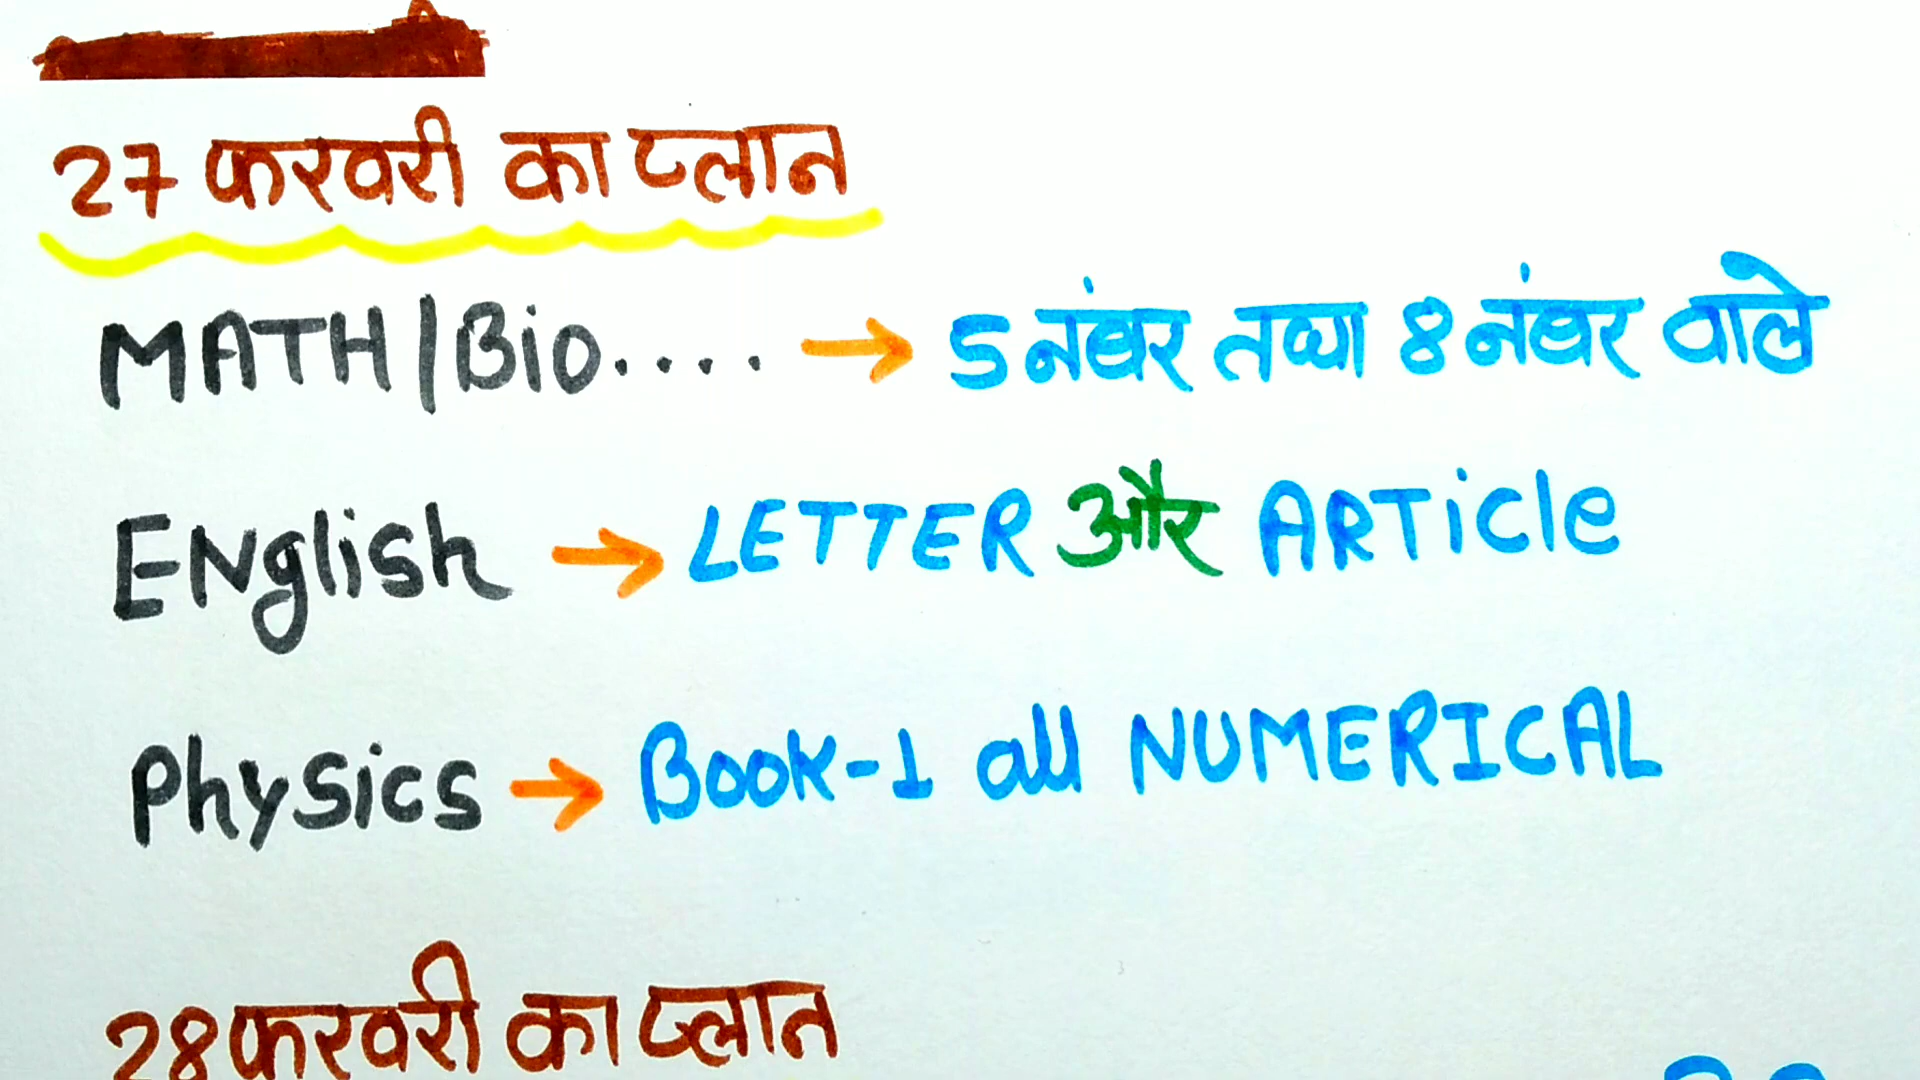 27 फरवरी का प्लान
MATH/Bio.... → 5 नंबर तथा 8 नंबर वाले
ENglish → LETTER और ARTicle
Physics → Book-1 all NUMERICAL
28 फरवरी का प्लान